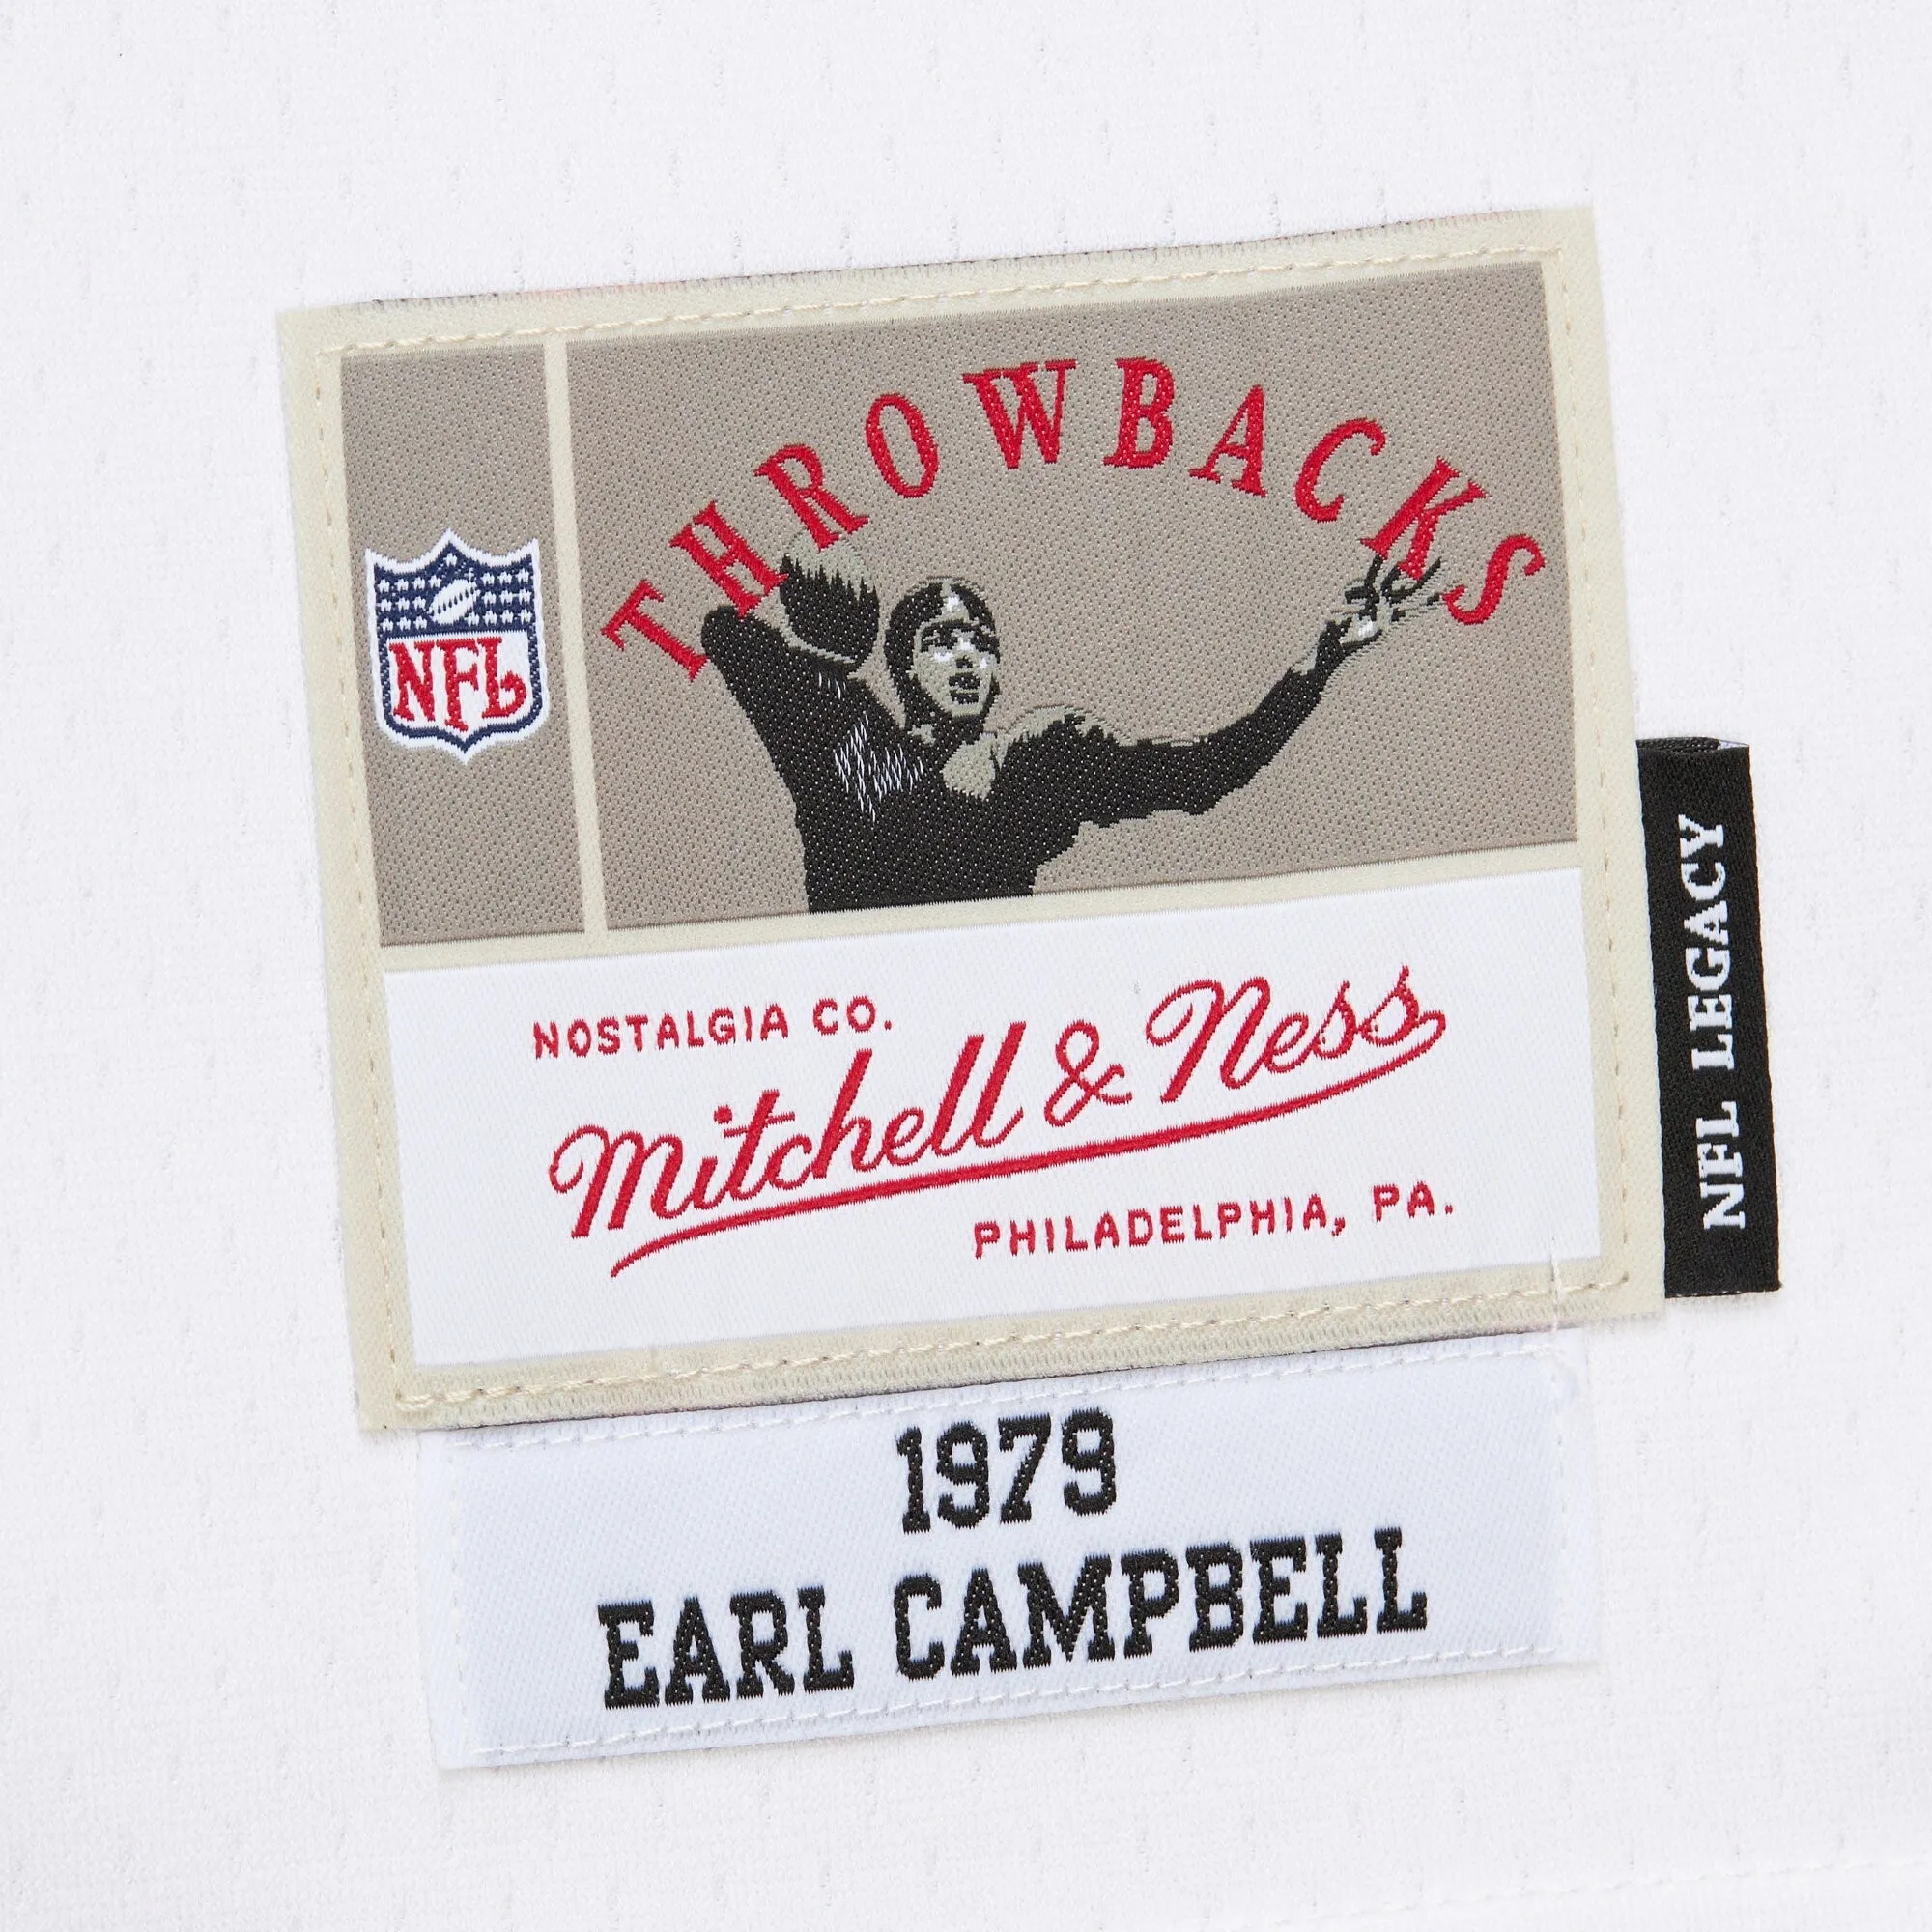 THROWBACKS
NFL
NOSTALGIA CO.
Mitchell & Ness
PHILADELPHIA, PA.
NFL LEGACY
1979
EARL CAMPBELL